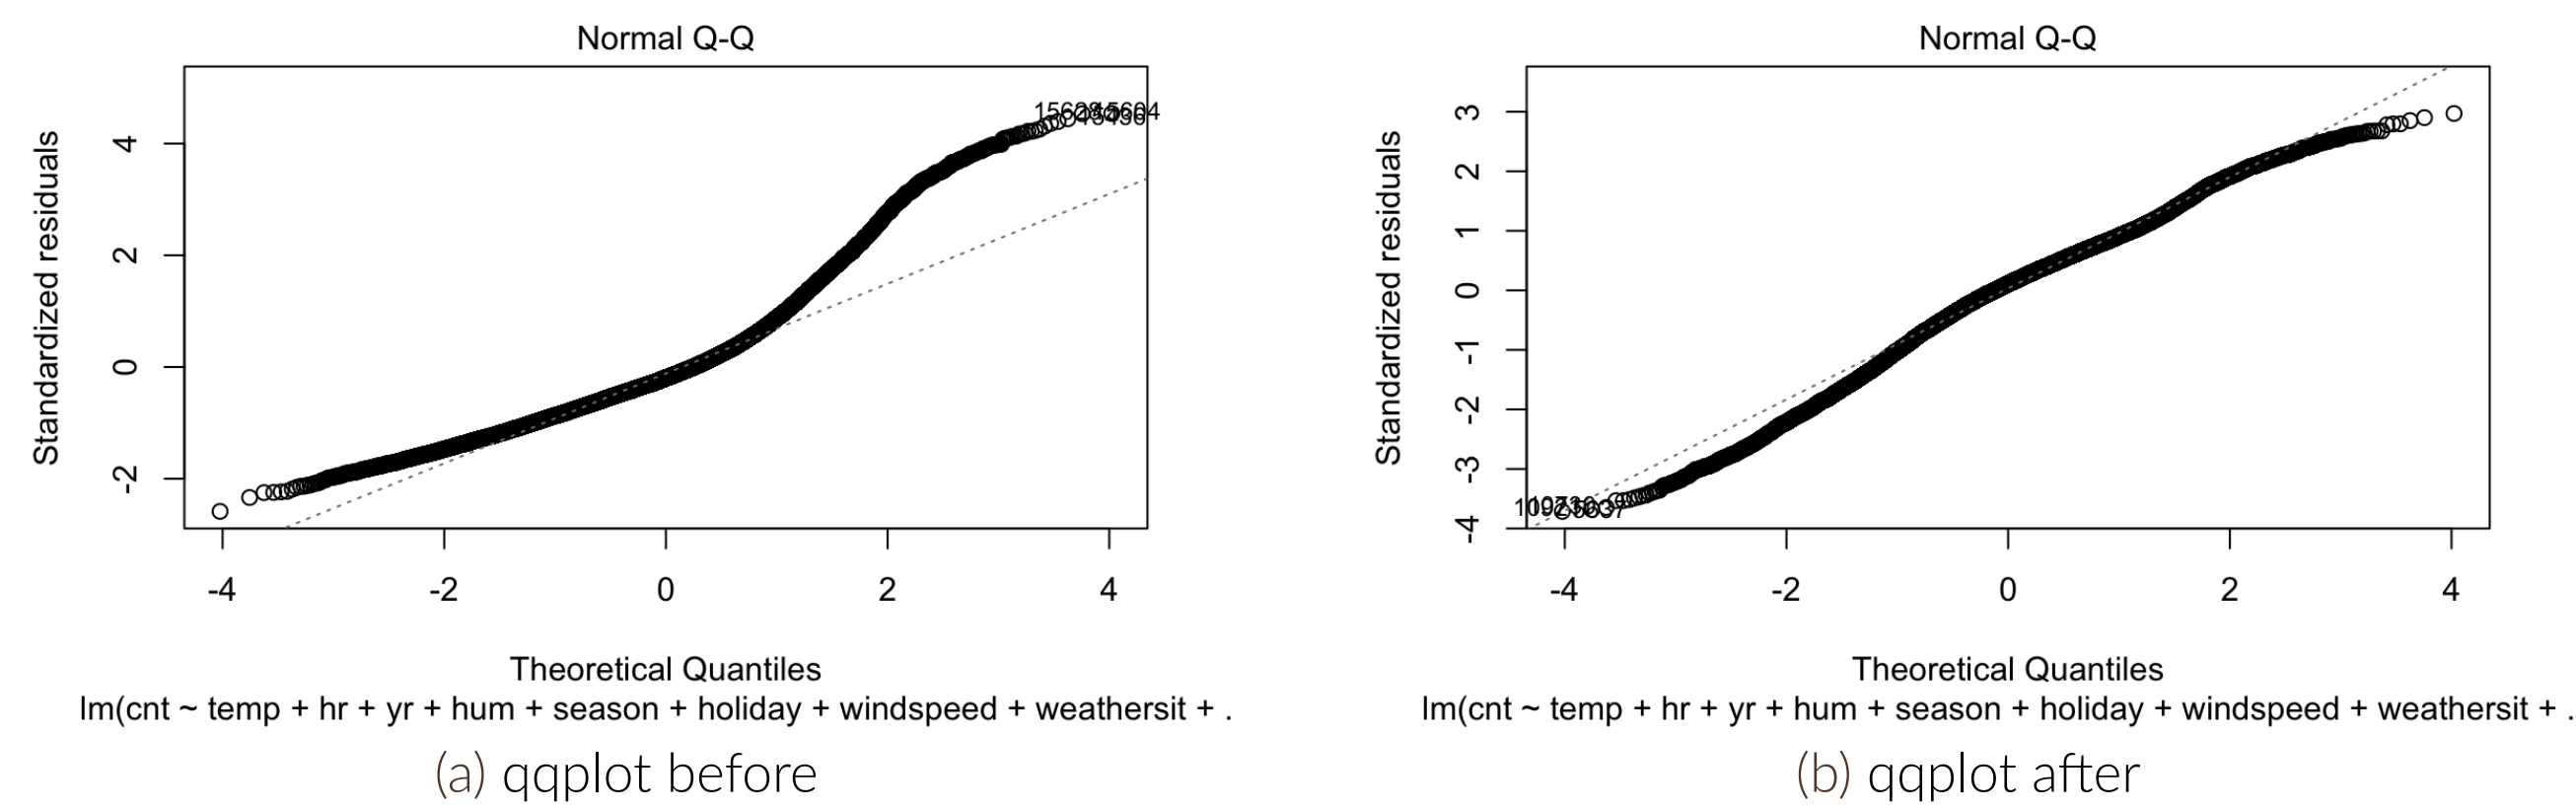 Normal Q-Q
Standardized residuals
4
2
0
-2
-4
-2
0
2
4
Theoretical Quantiles
lm(cnt ~ temp + hr + yr + hum + season + holiday + windspeed + weathersit + .
(a) qqplot before
Normal Q-Q
Standardized residuals
3
2
1
0
-1
-2
-3
-4
-4
-2
0
2
4
Theoretical Quantiles
lm(cnt ~ temp + hr + yr + hum + season + holiday + windspeed + weathersit + .
(b) qqplot after